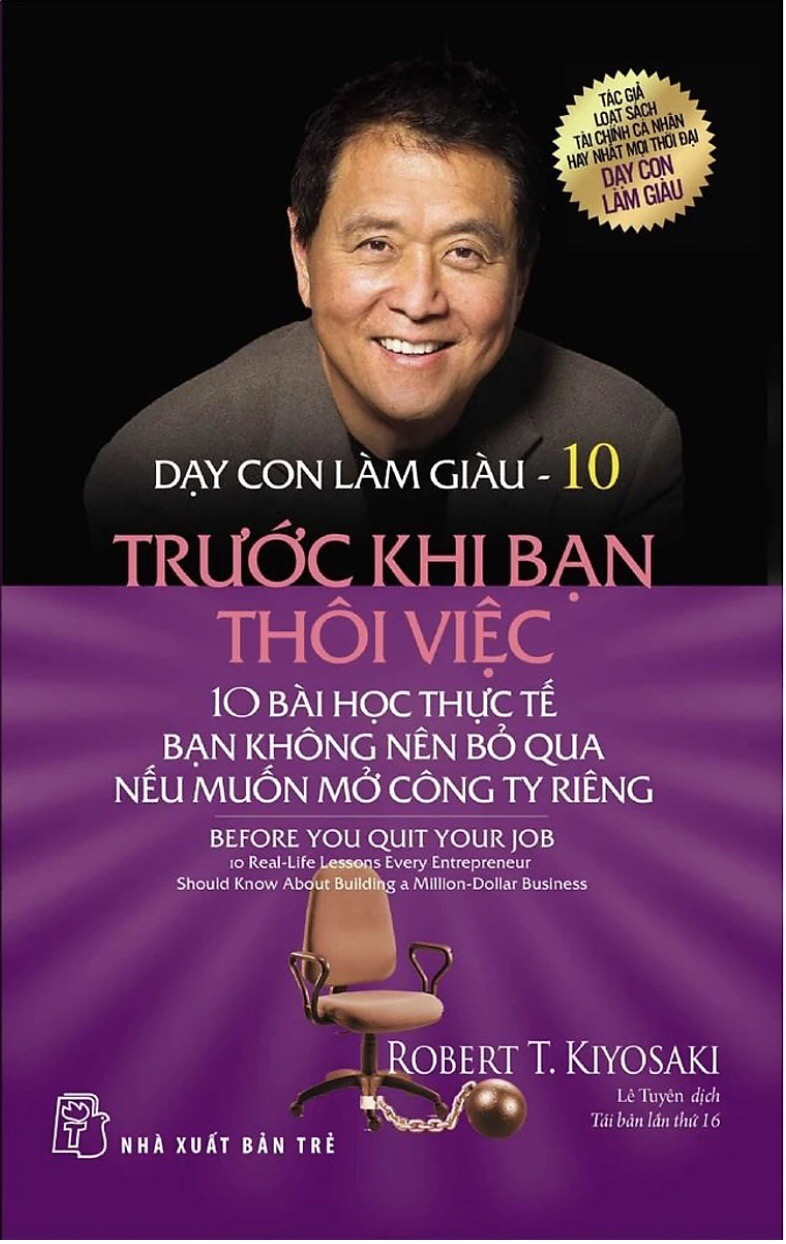 TÁC GIẢ
LOẠT SÁCH
TÀI CHÍNH CÁ NHÂN
HAY NHẤT MỌI THỜI ĐẠI
DẠY CON
LÀM GIÀU
DẠY CON LÀM GIÀU - 10
TRƯỚC KHI BẠN
THÔI VIỆC
10 BÀI HỌC THỰC TẾ
BẠN KHÔNG NÊN BỎ QUA
NẾU MUỐN MỞ CÔNG TY RIÊNG
BEFORE YOU QUIT YOUR JOB
10 Real-Life Lessons Every Entrepreneur
Should Know About Building a Million-Dollar Business
ROBERT T. KIYOSAKI
Lê Tuyên dịch
Tái bản lần thứ 16
T
NHÀ XUẤT BẢN TRẺ